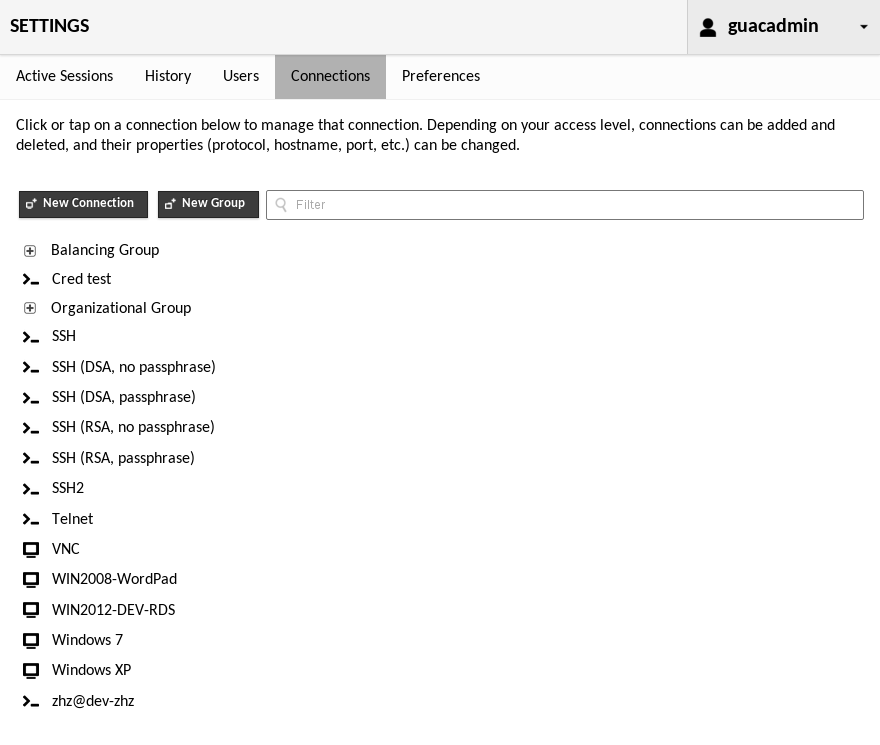 SETTINGS
guacadmin
Active Sessions History Users Connections Preferences
Click or tap on a connection below to manage that connection. Depending on your access level, connections can be added and
deleted, and their properties (protocol, hostname, port, etc.) can be changed.
New Connection New Group Filter
Balancing Group
Cred test
Organizational Group
SSH
SSH (DSA, no passphrase)
SSH (DSA, passphrase)
SSH (RSA, no passphrase)
SSH (RSA, passphrase)
SSH2
Telnet
VNC
WIN2008-WordPad
WIN2012-DEV-RDS
Windows 7
Windows XP
zhz@dev-zhz